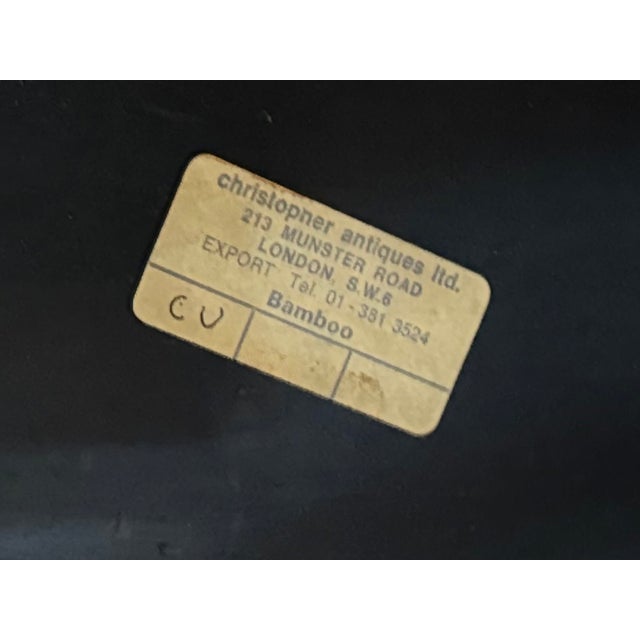 christopher antiques ltd.
213 MUNSTER ROAD
LONDON, S.W.6
EXPORT Tel. 01-381 3524
Bamboo
CU